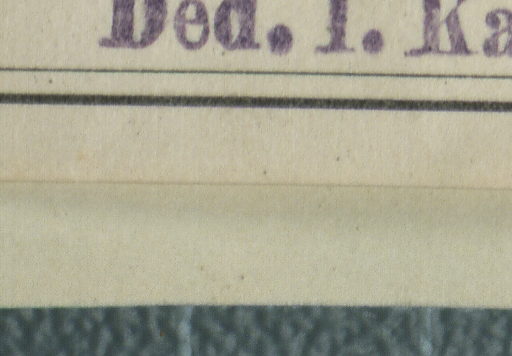 Ded. I. Ka